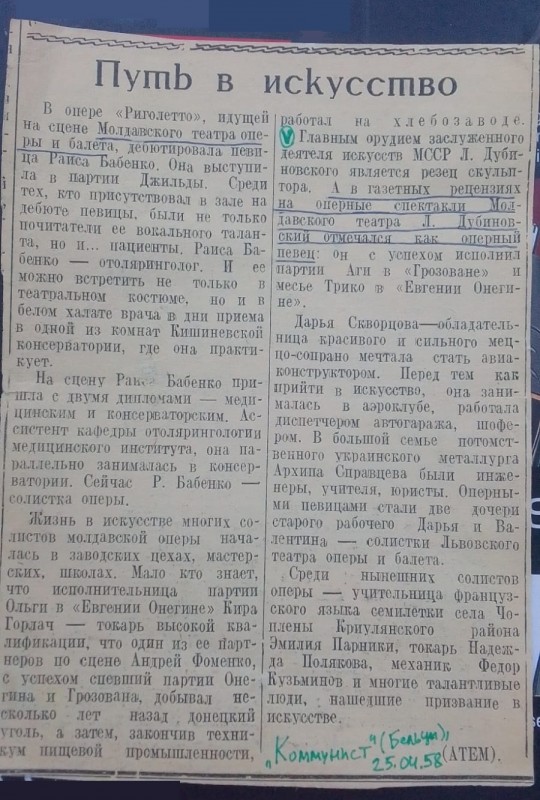 Путь в искусство
В опере «Риголетто», идущей
на сцене Молдавского театра опе-
ры и балета, дебютировала певи-
ца Раиса Бабенко. Она выступи-
ла в партии Джильды. Среди
тех, кто присутствовал в зале на
дебюте певицы, были не только
почитатели ее вокального талан-
та, но и... пациенты. Раиса Ба-
бенко — отоляринголог. И ее
можно встретить не только в
театральном костюме, но и в
белом халате врача в дни приема
в одной из комнат Кишиневской
консерватории, где она практи-
кует.
На сцену Раиса Бабенко при-
шла с двумя дипломами — меди-
цинским и консерваторским. Ас-
систент кафедры отолярингологии
медицинского института, она па-
раллельно занималась в консер-
ватории. Сейчас Р. Бабенко —
солистка оперы.
Жизнь в искусстве многих со-
листов молдавской оперы нача-
лась в заводских цехах, мастер-
ских, школах. Мало кто знает,
что исполнительница партии
Ольги в «Евгении Онегине» Кира
Гордач — токарь высокой ква-
лификации, что один из ее парт-
неров по сцене Андрей Фоменко,
с успехом спевший партии Оне-
гина и Грозована, добывал не-
сколько лет назад донецкий
уголь, а затем, закончив техни-
кум пищевой промышленности,
работал на хлебозаводе.
V Главным орудием заслуженного
деятеля искусств МССР Л. Дуби-
новского является резец скульп-
тора. А в газетных рецензиях
на оперные спектакли Мол-
давского театра Л. Дубинов-
ский отмечался как оперный
певец: он с успехом исполнил
партии Аги в «Грозоване» и
месье Трико в «Евгении Онеги-
не».
Дарья Скворцова—обладатель-
ница красивого и сильного мец-
цо-сопрано мечтала стать авиа-
конструктором. Перед тем как
прийти в искусство, она зани-
малась в аэроклубе, работала
диспетчером автогаража, шофе-
ром. В большой семье потомст-
венного украинского металлурга
Архипа Справцева были инже-
неры, учителя, юристы. Оперны-
ми певицами стали две дочери
старого рабочего Дарья и Ва-
лентина — солистки Львовского
театра оперы и балета.
Среди нынешних солистов
оперы — учительница француз-
ского языка семилетки села Чо-
плены Криулянского района
Эмилия Парники, токарь Надеж-
да Полякова, механик Федор
Кузьминов и многие талантливые
люди, нашедшие призвание в
искусстве.
(АТЕМ).
„Коммунист" (Бельцы),
25.04.58